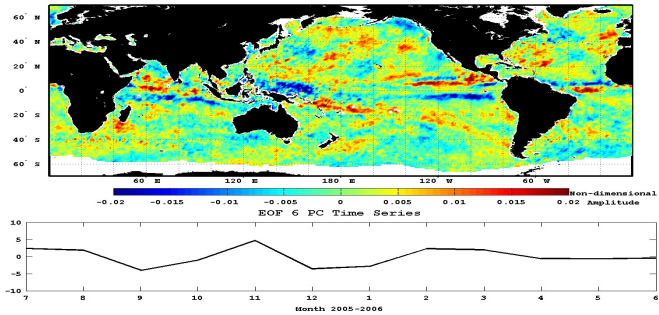 60° N
40° N
20° N
0°
20° S
40° S
60° S
60 E 120 E 180 E 120 W 60 W
Non-dimensional
-0.02 -0.015 -0.01 -0.005 0 0.005 0.01 0.015 0.02 Amplitude
EOF 6 PC Time Series
10
5
0
-5
-10
7 8 9 10 11 12 1 2 3 4 5 6
Month 2005-2006